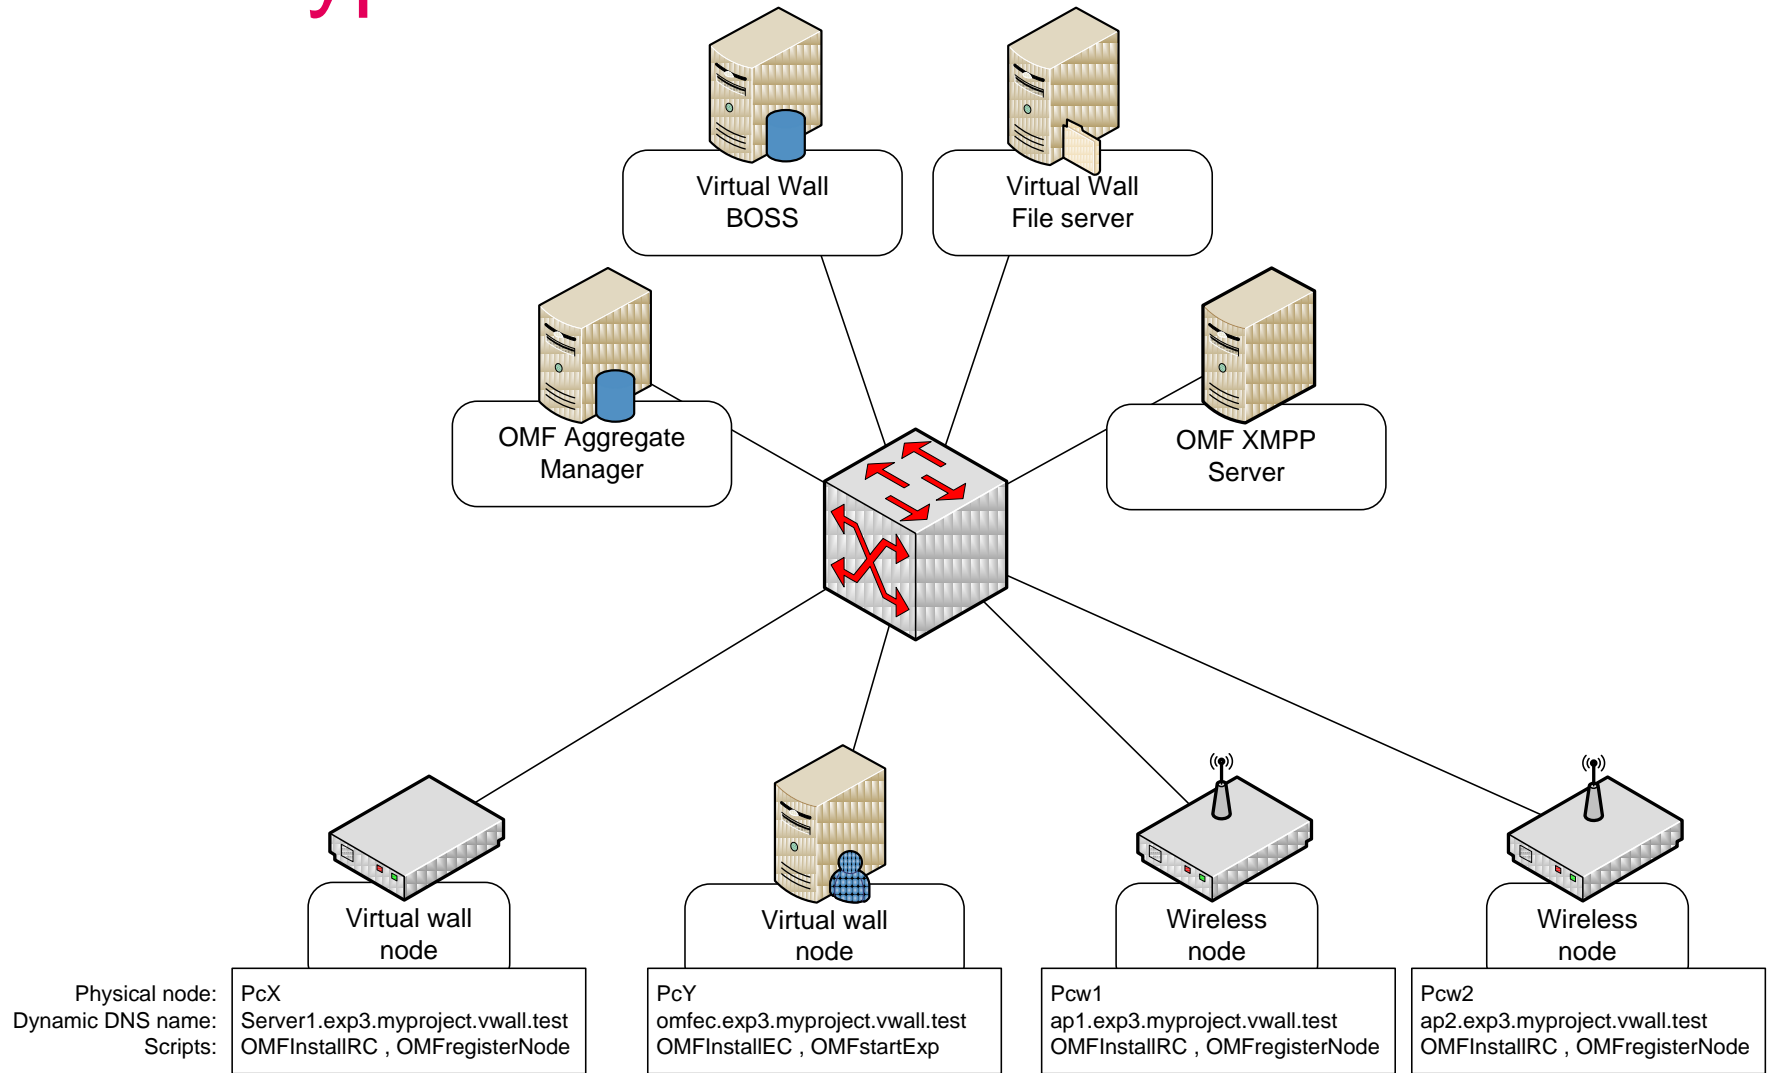 Virtual Wall
BOSS
Virtual Wall
File server
OMF Aggregate
Manager
OMF XMPP
Server
Virtual wall
node
Virtual wall
node
Wireless
node
Wireless
node
Physical node:
Dynamic DNS name:
Scripts:
PcX
Server1.exp3.myproject.vwall.test
OMFInstallRC , OMFregisterNode
PcY
omfec.exp3.myproject.vwall.test
OMFInstallEC , OMFstartExp
Pcw1
ap1.exp3.myproject.vwall.test
OMFInstallRC , OMFregisterNode
Pcw2
ap2.exp3.myproject.vwall.test
OMFInstallRC , OMFregisterNode